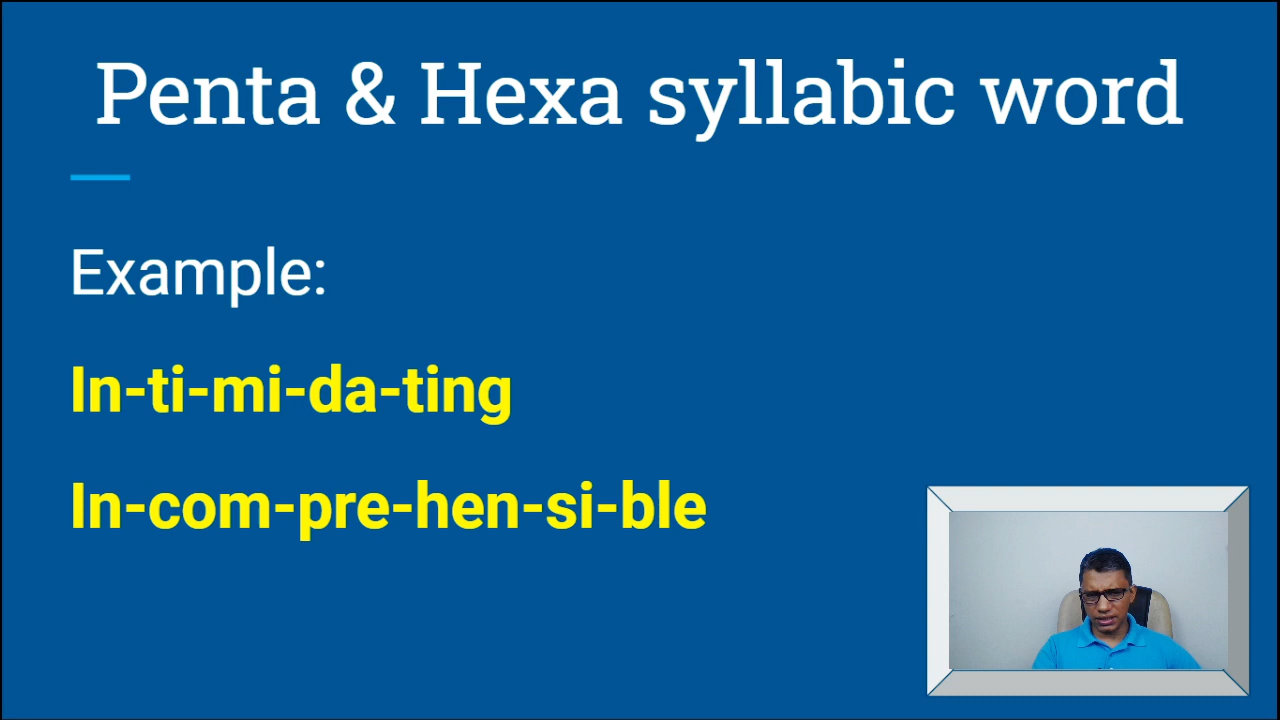 Penta & Hexa syllabic word
Example:
In-ti-mi-da-ting
In-com-pre-hen-si-ble